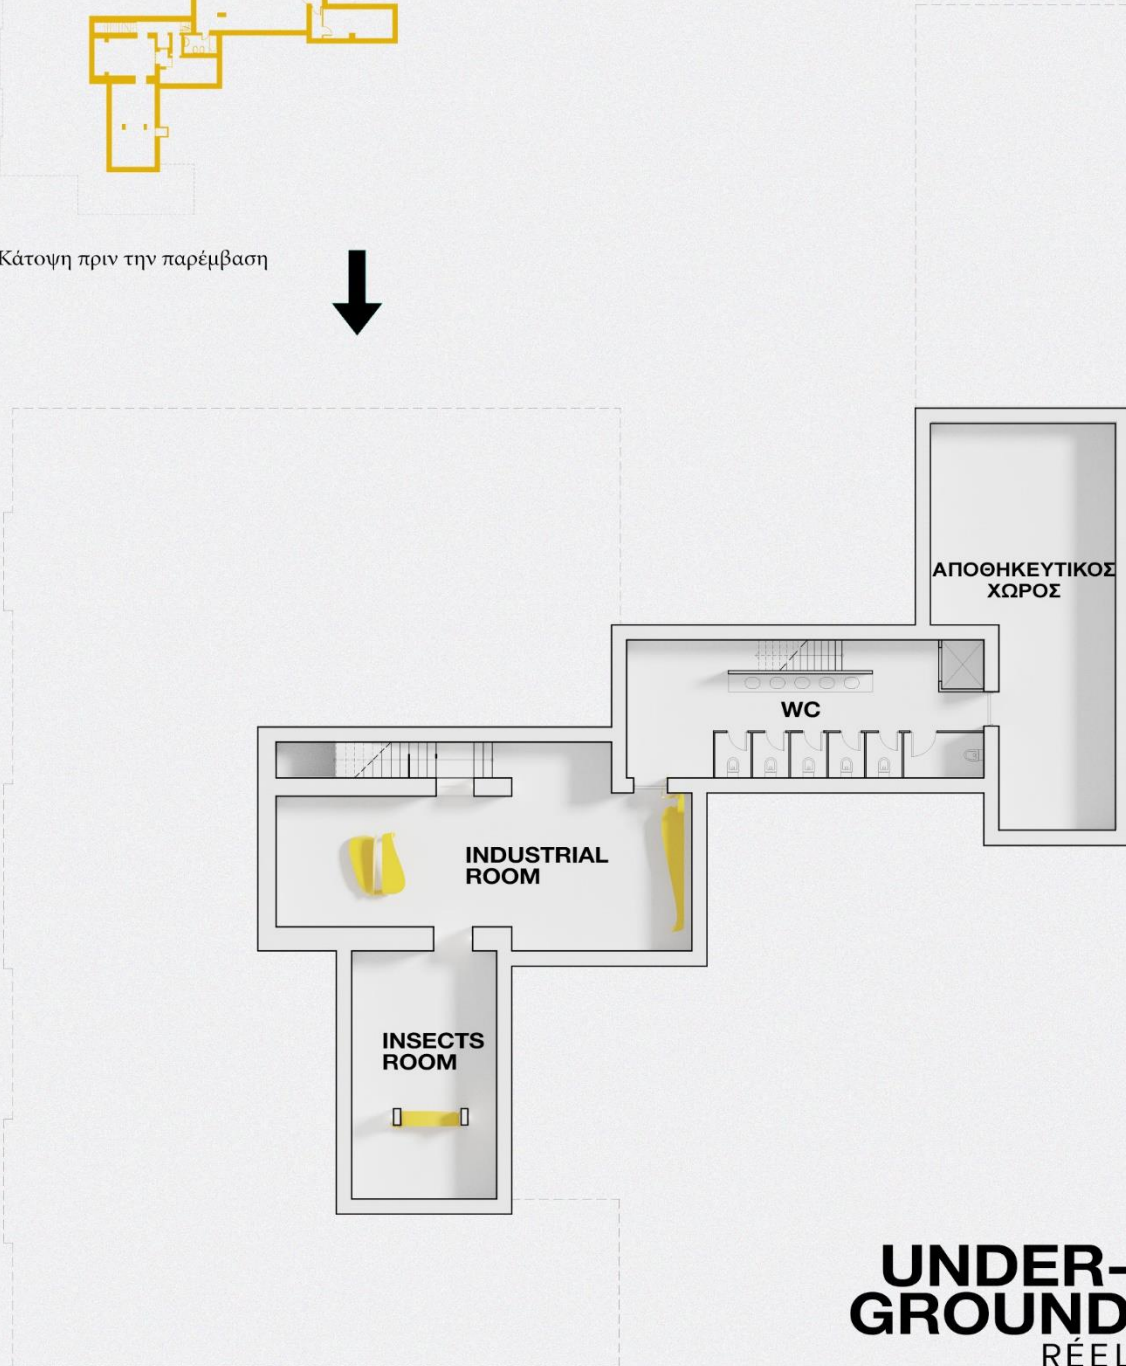 Κάτοψη πριν την παρέμβαση
ΑΠΟΘΗΚΕΥΤΙΚΟΣ
ΧΩΡΟΣ
WC
INDUSTRIAL
ROOM
INSECTS
ROOM
UNDER-
GROUND
RÉEL